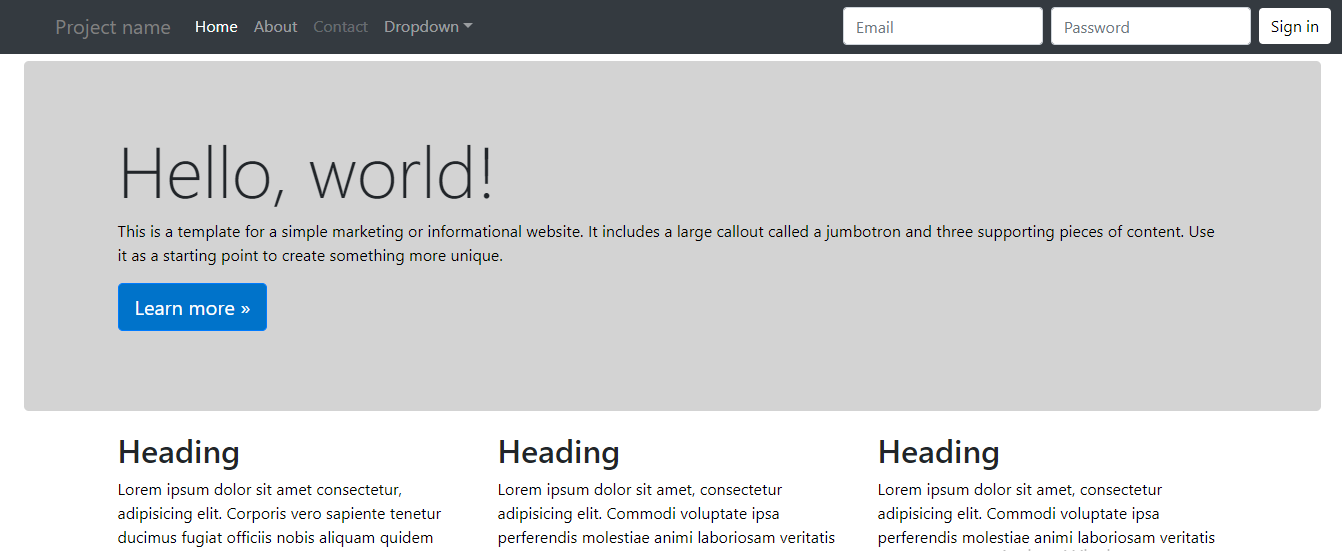 Project name Home About Contact Dropdown Email Password Sign in
Hello, world!
This is a template for a simple marketing or informational website. It includes a large callout called a jumbotron and three supporting pieces of content. Use
it as a starting point to create something more unique.
Learn more »
Heading
Lorem ipsum dolor sit amet consectetur,
adipisicing elit. Corporis vero sapiente tenetur
ducimus fugiat officiis nobis aliquam quidem
Heading
Lorem ipsum dolor sit amet, consectetur
adipisicing elit. Commodi voluptate ipsa
perferendis molestiae animi laboriosam veritatis
Heading
Lorem ipsum dolor sit amet, consectetur
adipisicing elit. Commodi voluptate ipsa
perferendis molestiae animi laboriosam veritatis